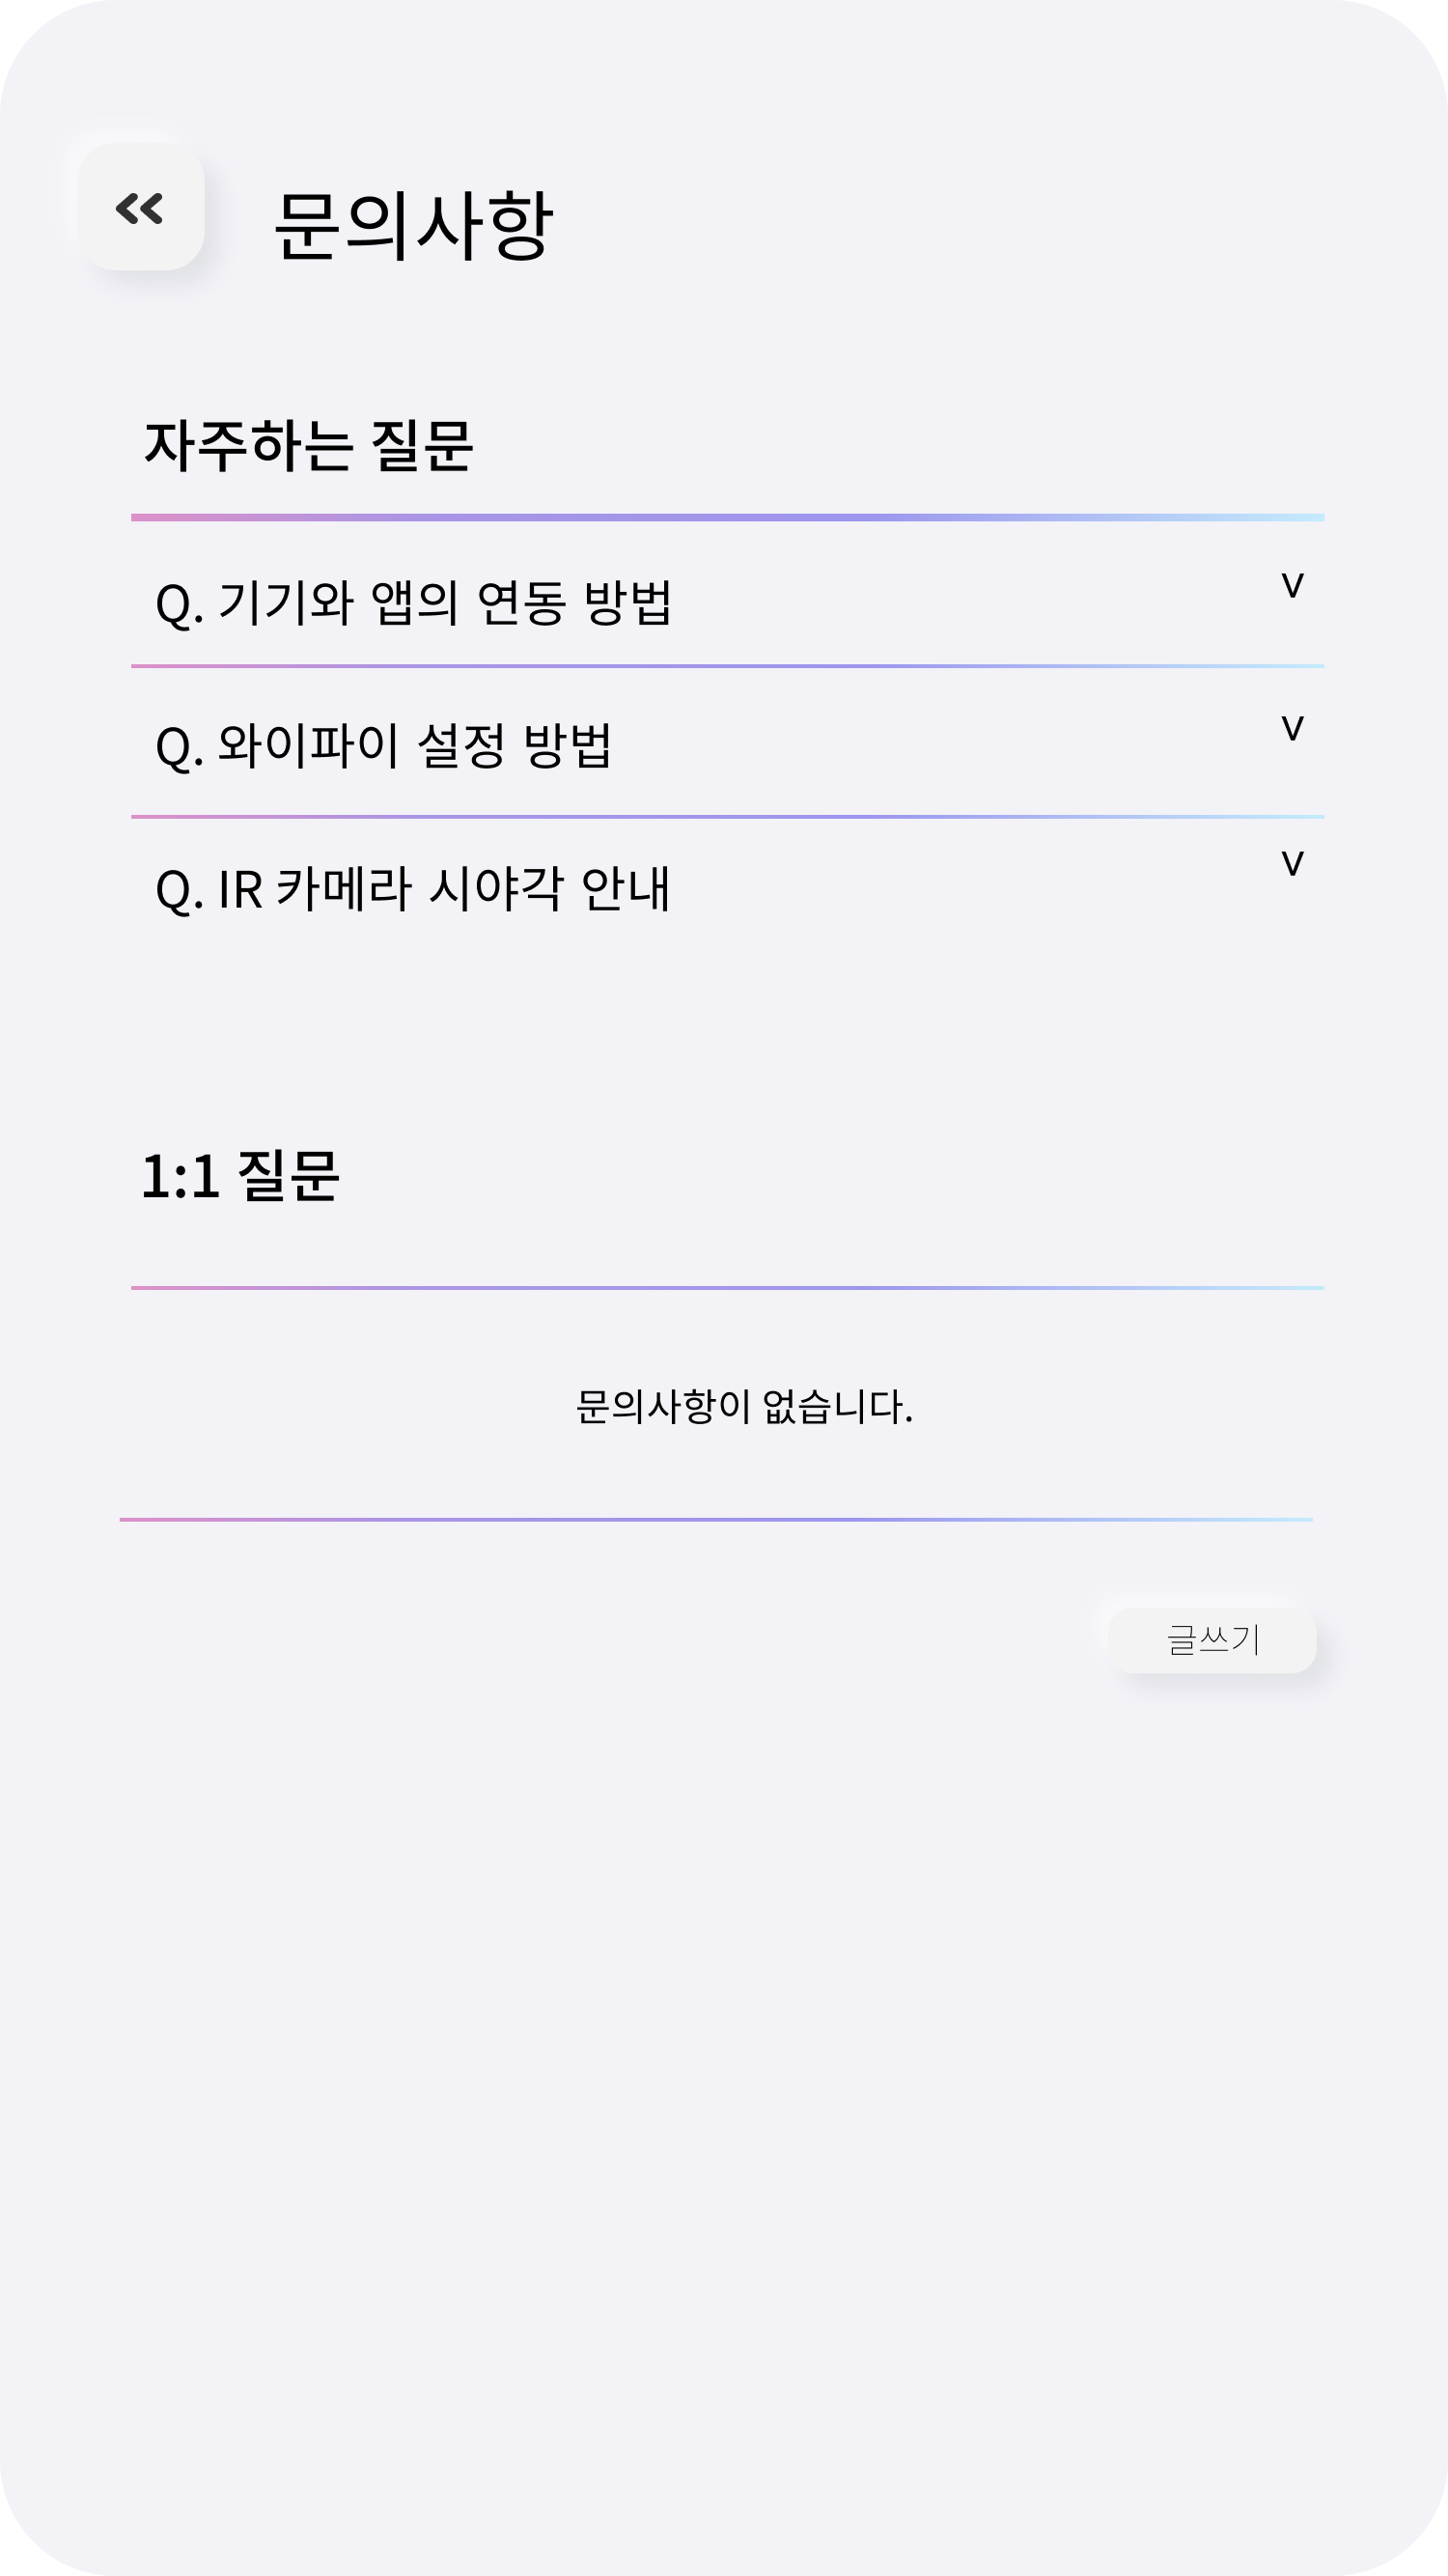 문의사항
자주하는 질문
Q. 기기와 앱의 연동 방법 v
Q. 와이파이 설정 방법 v
Q. IR 카메라 시야각 안내 v
1:1 질문
문의사항이 없습니다.
글쓰기